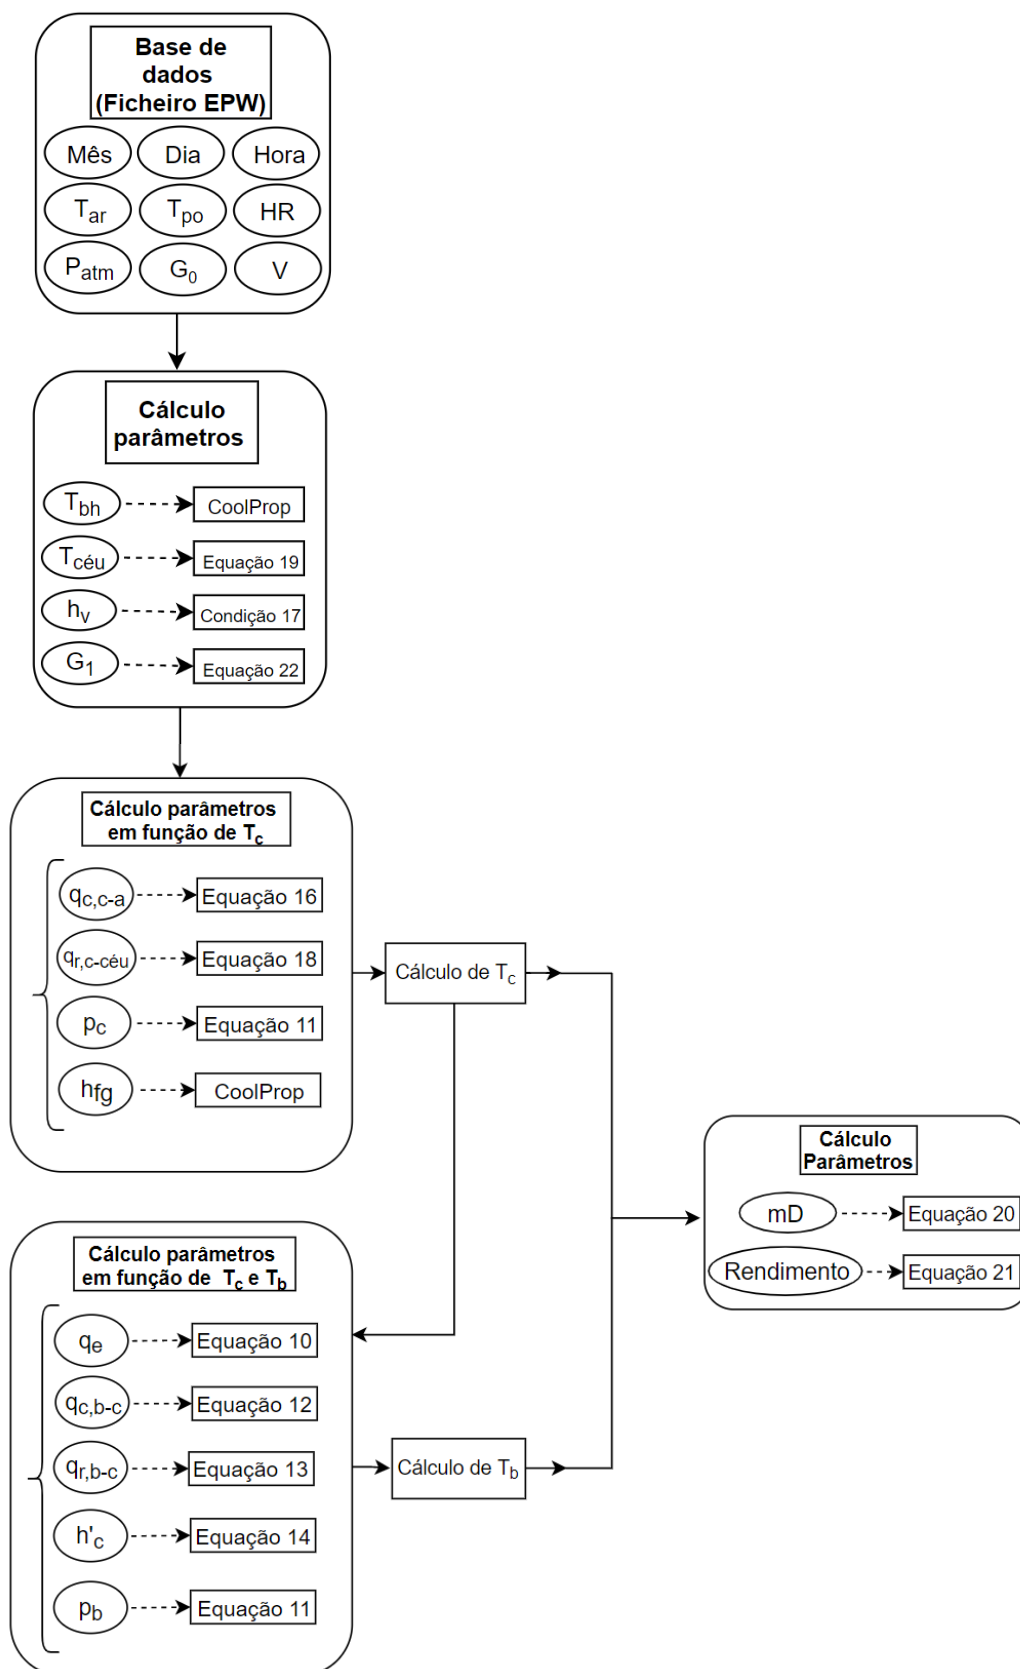 Base de
dados
(Ficheiro EPW)
Mês Dia Hora
Tar Tpo HR
Patm G0 V
Cálculo
parâmetros
Tbh CoolProp
Tcéu Equação 19
hv Condição 17
G1 Equação 22
Cálculo parâmetros
em função de Tc
qc,c-a Equação 16
qr,c-céu Equação 18
pc Equação 11
hfg CoolProp
Cálculo de Tc
Cálculo
Parâmetros
mD Equação 20
Rendimento Equação 21
Cálculo parâmetros
em função de Tc e Tb
qe Equação 10
qc,b-c Equação 12
qr,b-c Equação 13
h'c Equação 14
pb Equação 11
Cálculo de Tb